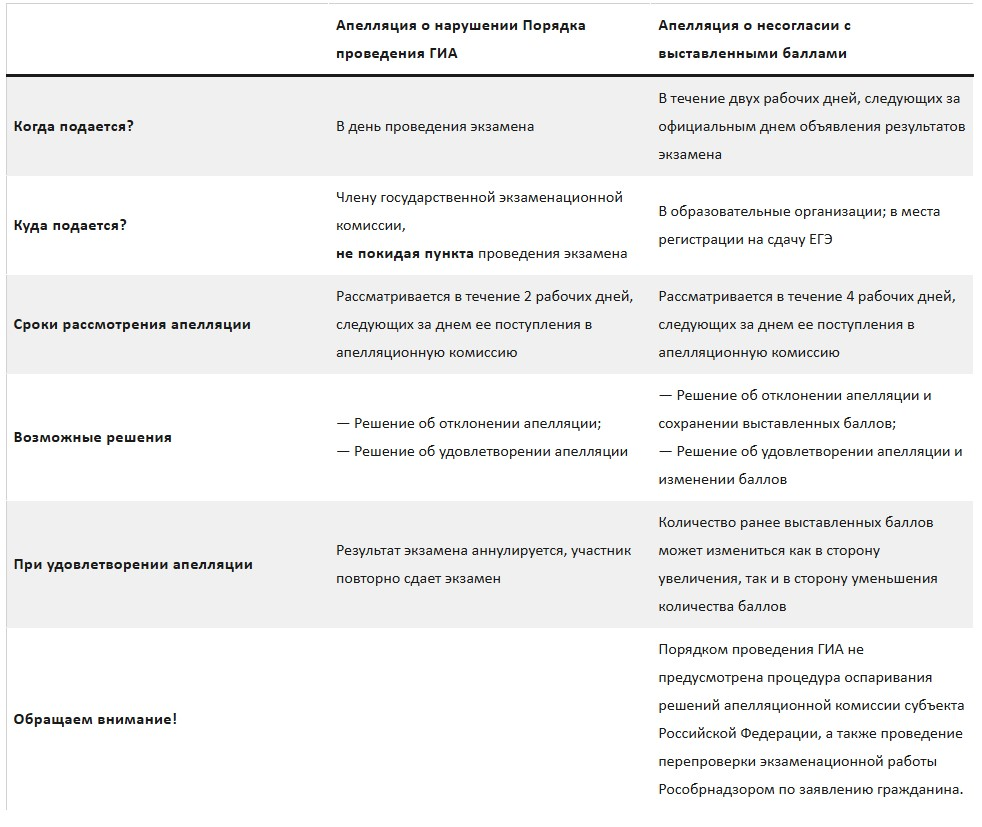 Апелляция о нарушении Порядка
проведения ГИА
Апелляция о несогласии с
выставленными баллами
Когда подается?
В день проведения экзамена
В течение двух рабочих дней, следующих за
официальным днем объявления результатов
экзамена
Куда подается?
Члену государственной экзаменационной
комиссии,
не покидая пункта проведения экзамена
В образовательные организации; в места
регистрации на сдачу ЕГЭ
Сроки рассмотрения апелляции
Рассматривается в течение 2 рабочих дней,
следующих за днем ее поступления в
апелляционную комиссию
Рассматривается в течение 4 рабочих дней,
следующих за днем ее поступления в
апелляционную комиссию
Возможные решения
— Решение об отклонении апелляции;
— Решение об удовлетворении апелляции
— Решение об отклонении апелляции и
сохранении выставленных баллов;
— Решение об удовлетворении апелляции и
изменении баллов
При удовлетворении апелляции
Результат экзамена аннулируется, участник
повторно сдает экзамен
Количество ранее выставленных баллов
может измениться как в сторону
увеличения, так и в сторону уменьшения
количества баллов
Обращаем внимание!
Порядком проведения ГИА не
предусмотрена процедура оспаривания
решений апелляционной комиссии субъекта
Российской Федерации, а также проведение
перепроверки экзаменационной работы
Рособрнадзором по заявлению гражданина.